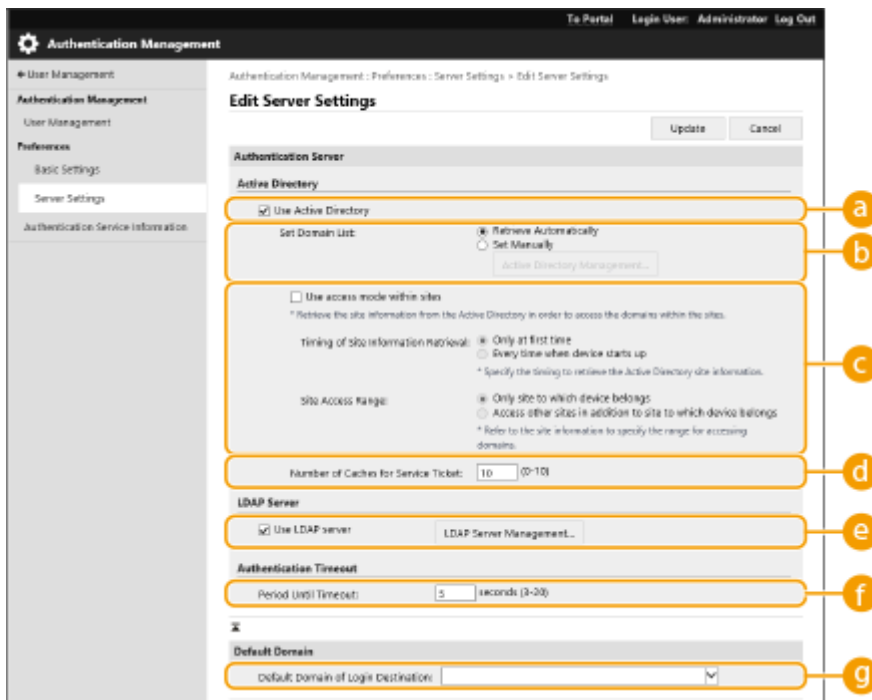 To Portal Login User: Administrator Log Out
Authentication Management
User Management
Authentication Management : Preferences : Server Settings > Edit Server Settings
Authentication Management
Edit Server Settings
User Management
Update Cancel
Preferences
Authentication Server
Basic Settings
Active Directory
Server Settings
Use Active Directory
a
Authentication Service Information
Set Domain List:
Retrieve Automatically
Set Manually
b
Active Directory Management...
Use access mode within sites
* Retrieve the site information from the Active Directory in order to access the domains within the sites.
Timing of Site Information Retrieval:
Only at first time
Every time when device starts up
c
* Specify the timing to retrieve the Active Directory site information.
Site Access Range:
Only site to which device belongs
Access other sites in addition to site to which device belongs
* Refer to the site information to specify the range for accessing
domains.
Number of Caches for Service Ticket: 10 (0-10)
d
LDAP Server
Use LDAP server LDAP Server Management...
e
Authentication Timeout
Period Until Timeout: 5 seconds (3-20)
f
Default Domain
Default Domain of Login Destination:
g